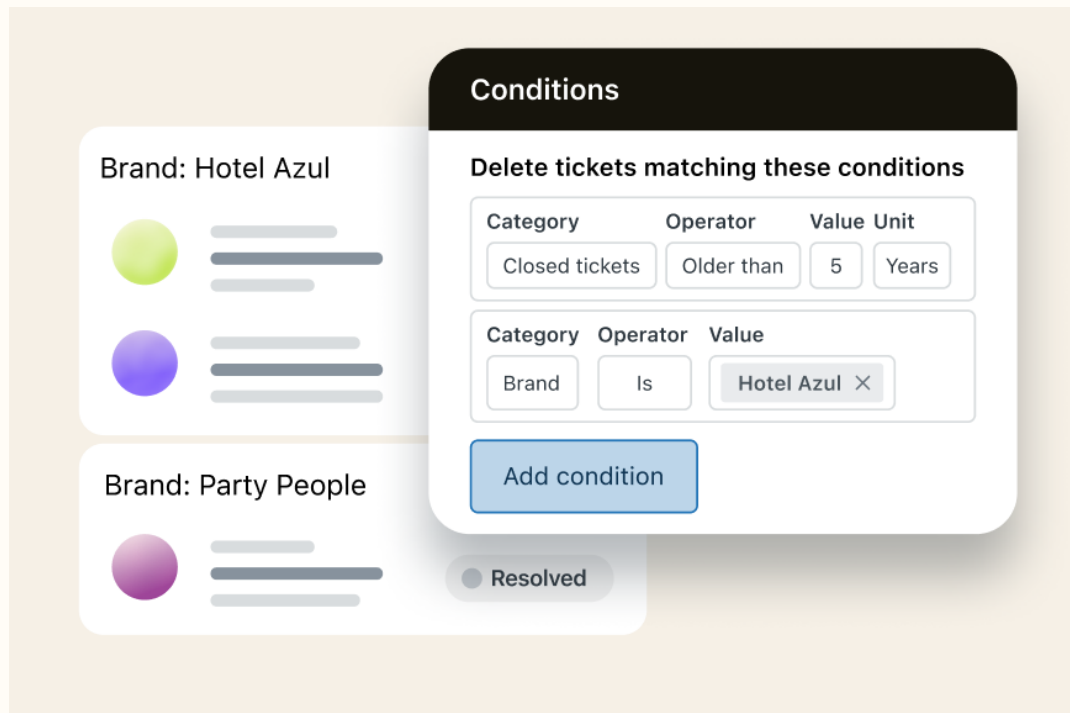 Conditions
Brand: Hotel Azul
Delete tickets matching these conditions
Category Operator Value Unit
Closed tickets Older than 5 Years
Category Operator Value
Brand Is Hotel Azul
Add condition
Brand: Party People
Resolved